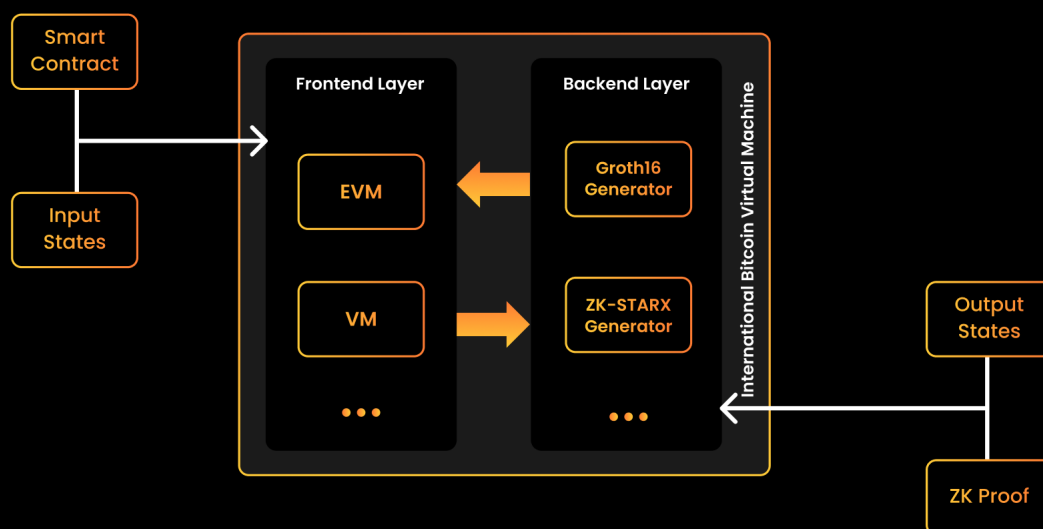 Smart
Contract
Input
States
Frontend Layer
EVM
VM
Backend Layer
Groth16
Generator
ZK-STARX
Generator
International Bitcoin Virtual Machine
Output
States
ZK Proof